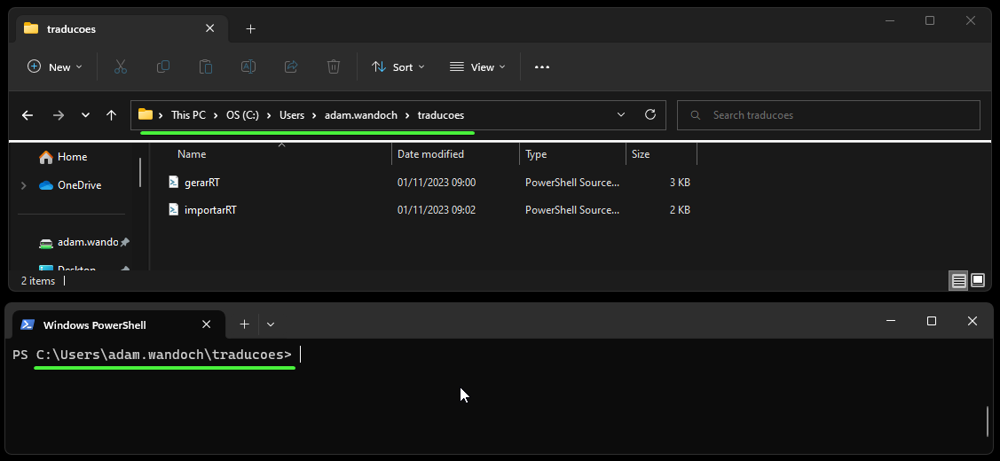 traducoes
New Sort View
This PC OS (C:) Users adam.wandoch traducoes Search traducoes
Home Name Date modified Type Size
OneDrive gerarRT 01/11/2023 09:00 PowerShell Source... 3 KB
importarRT 01/11/2023 09:02 PowerShell Source... 2 KB
adam.wando
Desktop
2 items
Windows PowerShell
PS C:\Users\adam.wandoch\traducoes>